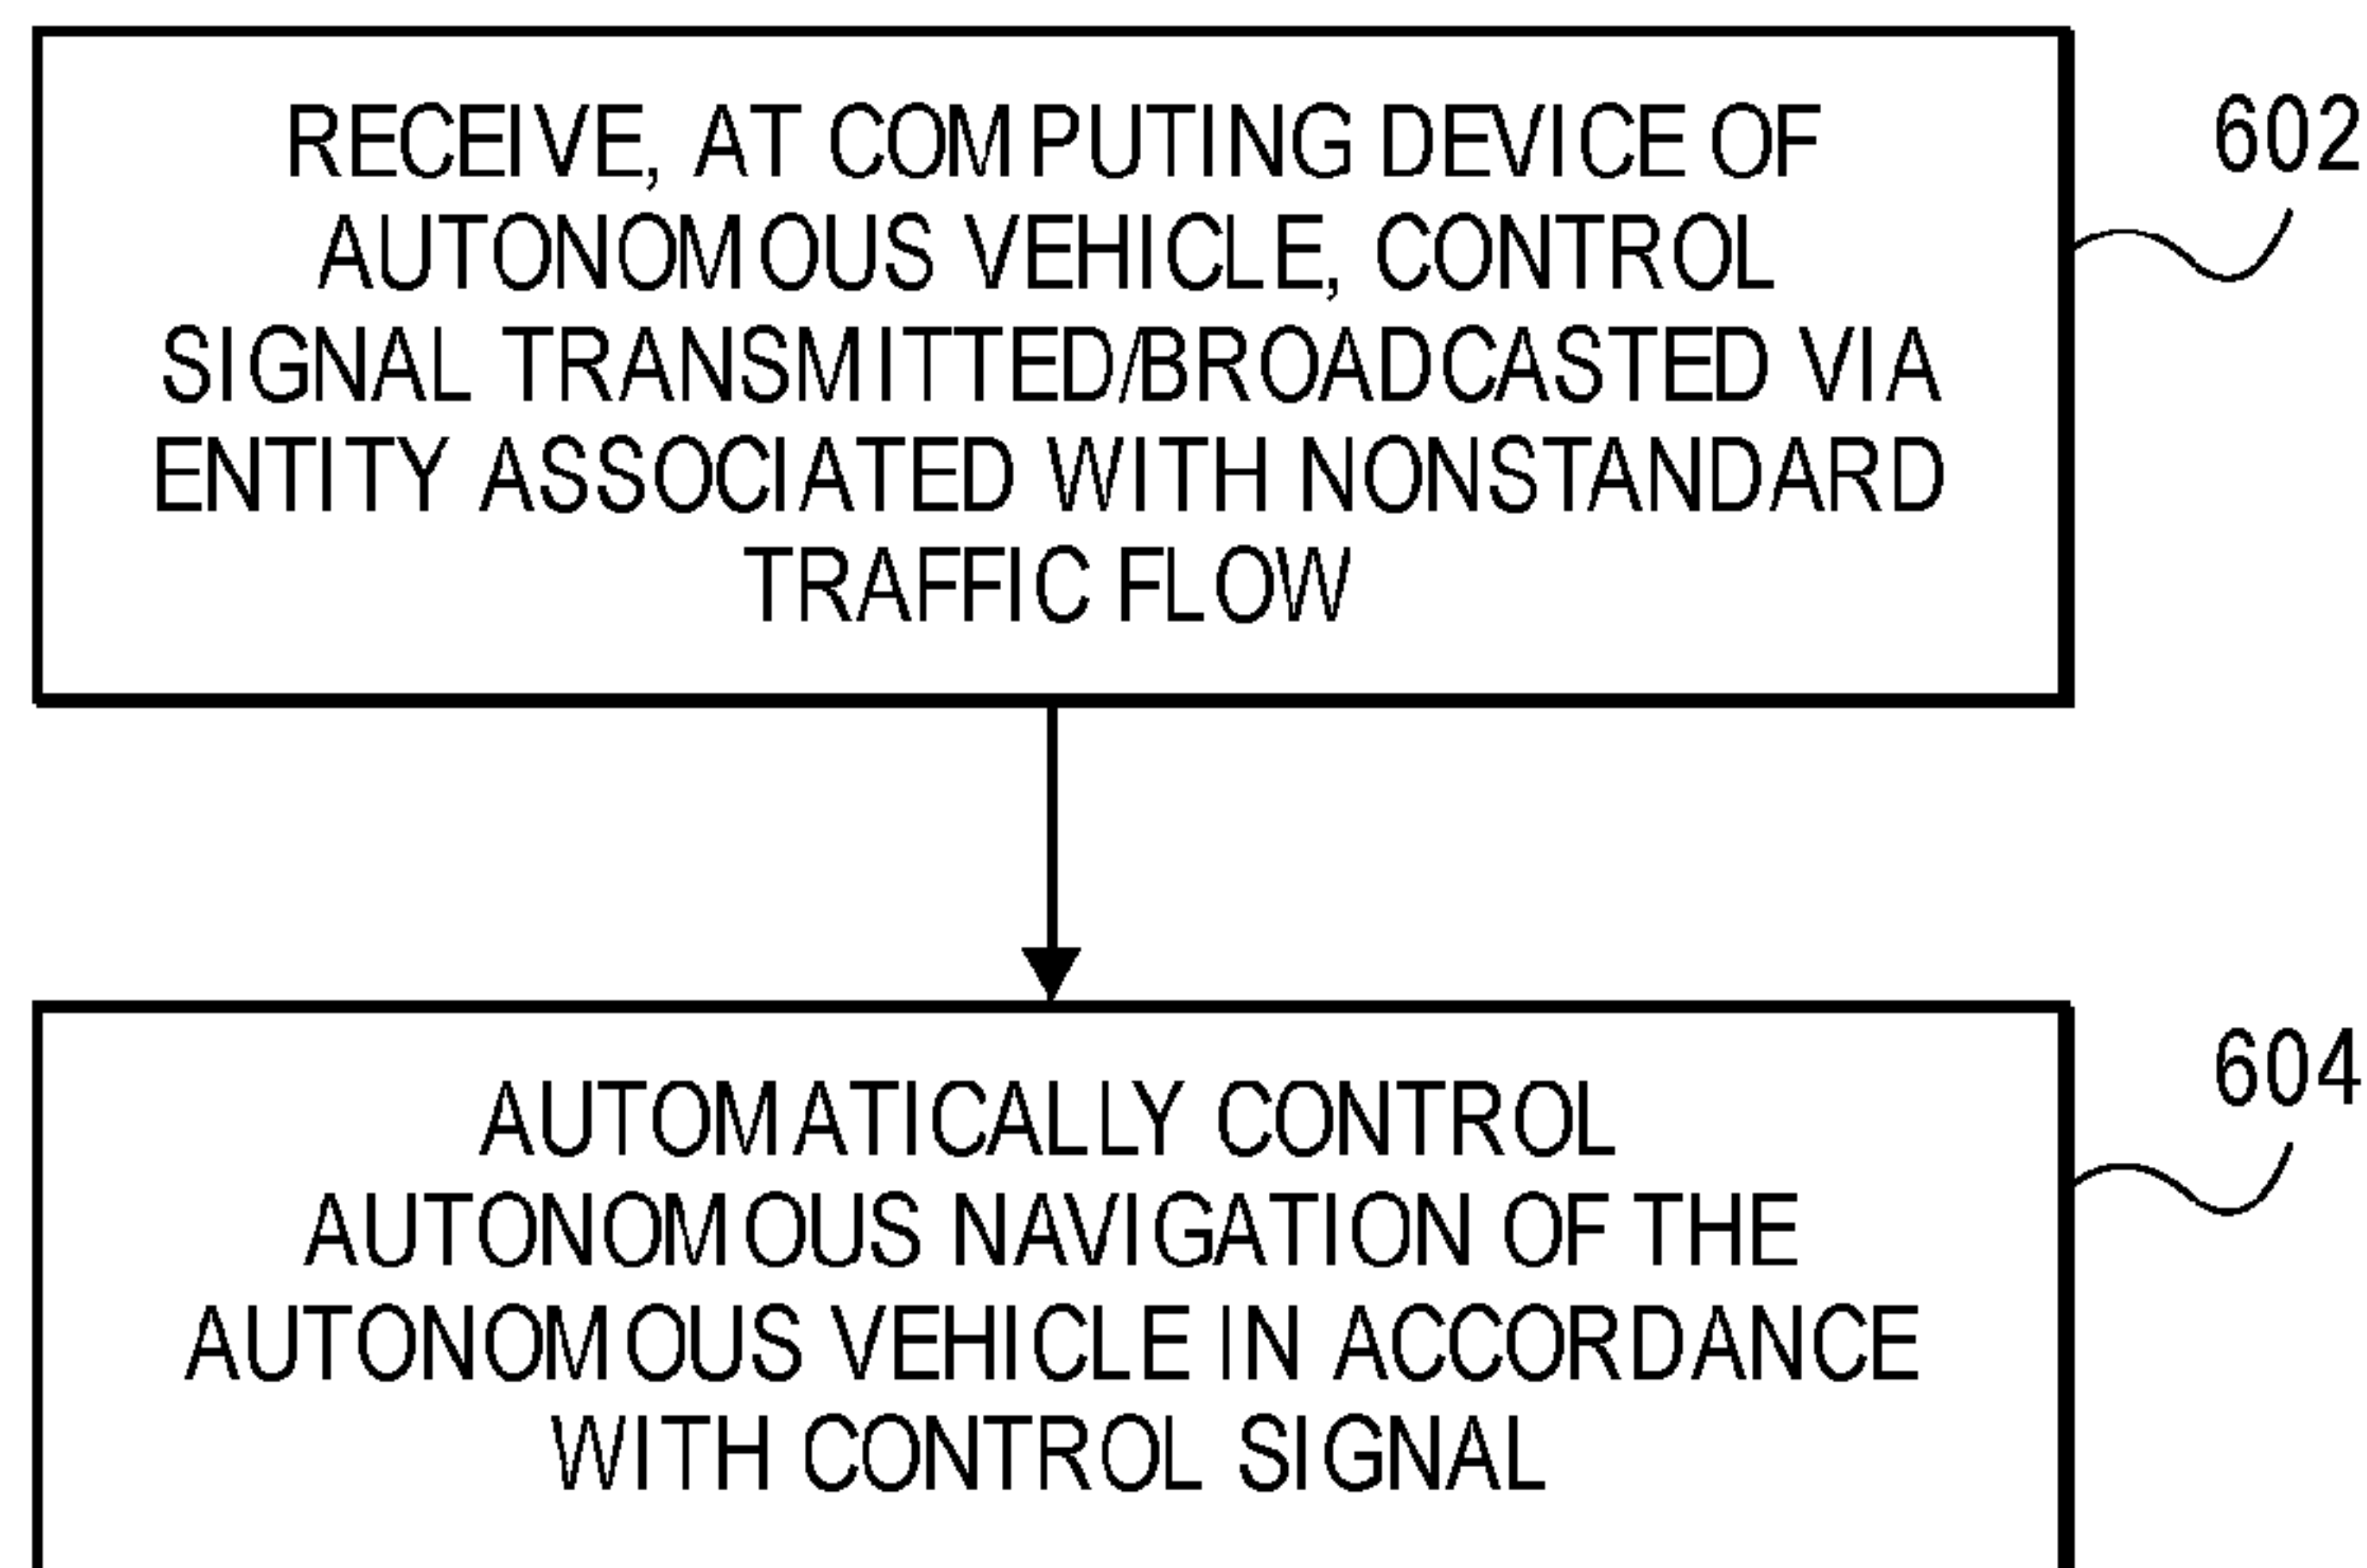 RECEIVE, AT COMPUTING DEVICE OF
AUTONOMOUS VEHICLE, CONTROL
SIGNAL TRANSMITTED/BROADCASTED VIA
ENTITY ASSOCIATED WITH NONSTANDARD
TRAFFIC FLOW
602
AUTOMATICALLY CONTROL
AUTONOMOUS NAVIGATION OF THE
AUTONOMOUS VEHICLE IN ACCORDANCE
WITH CONTROL SIGNAL
604